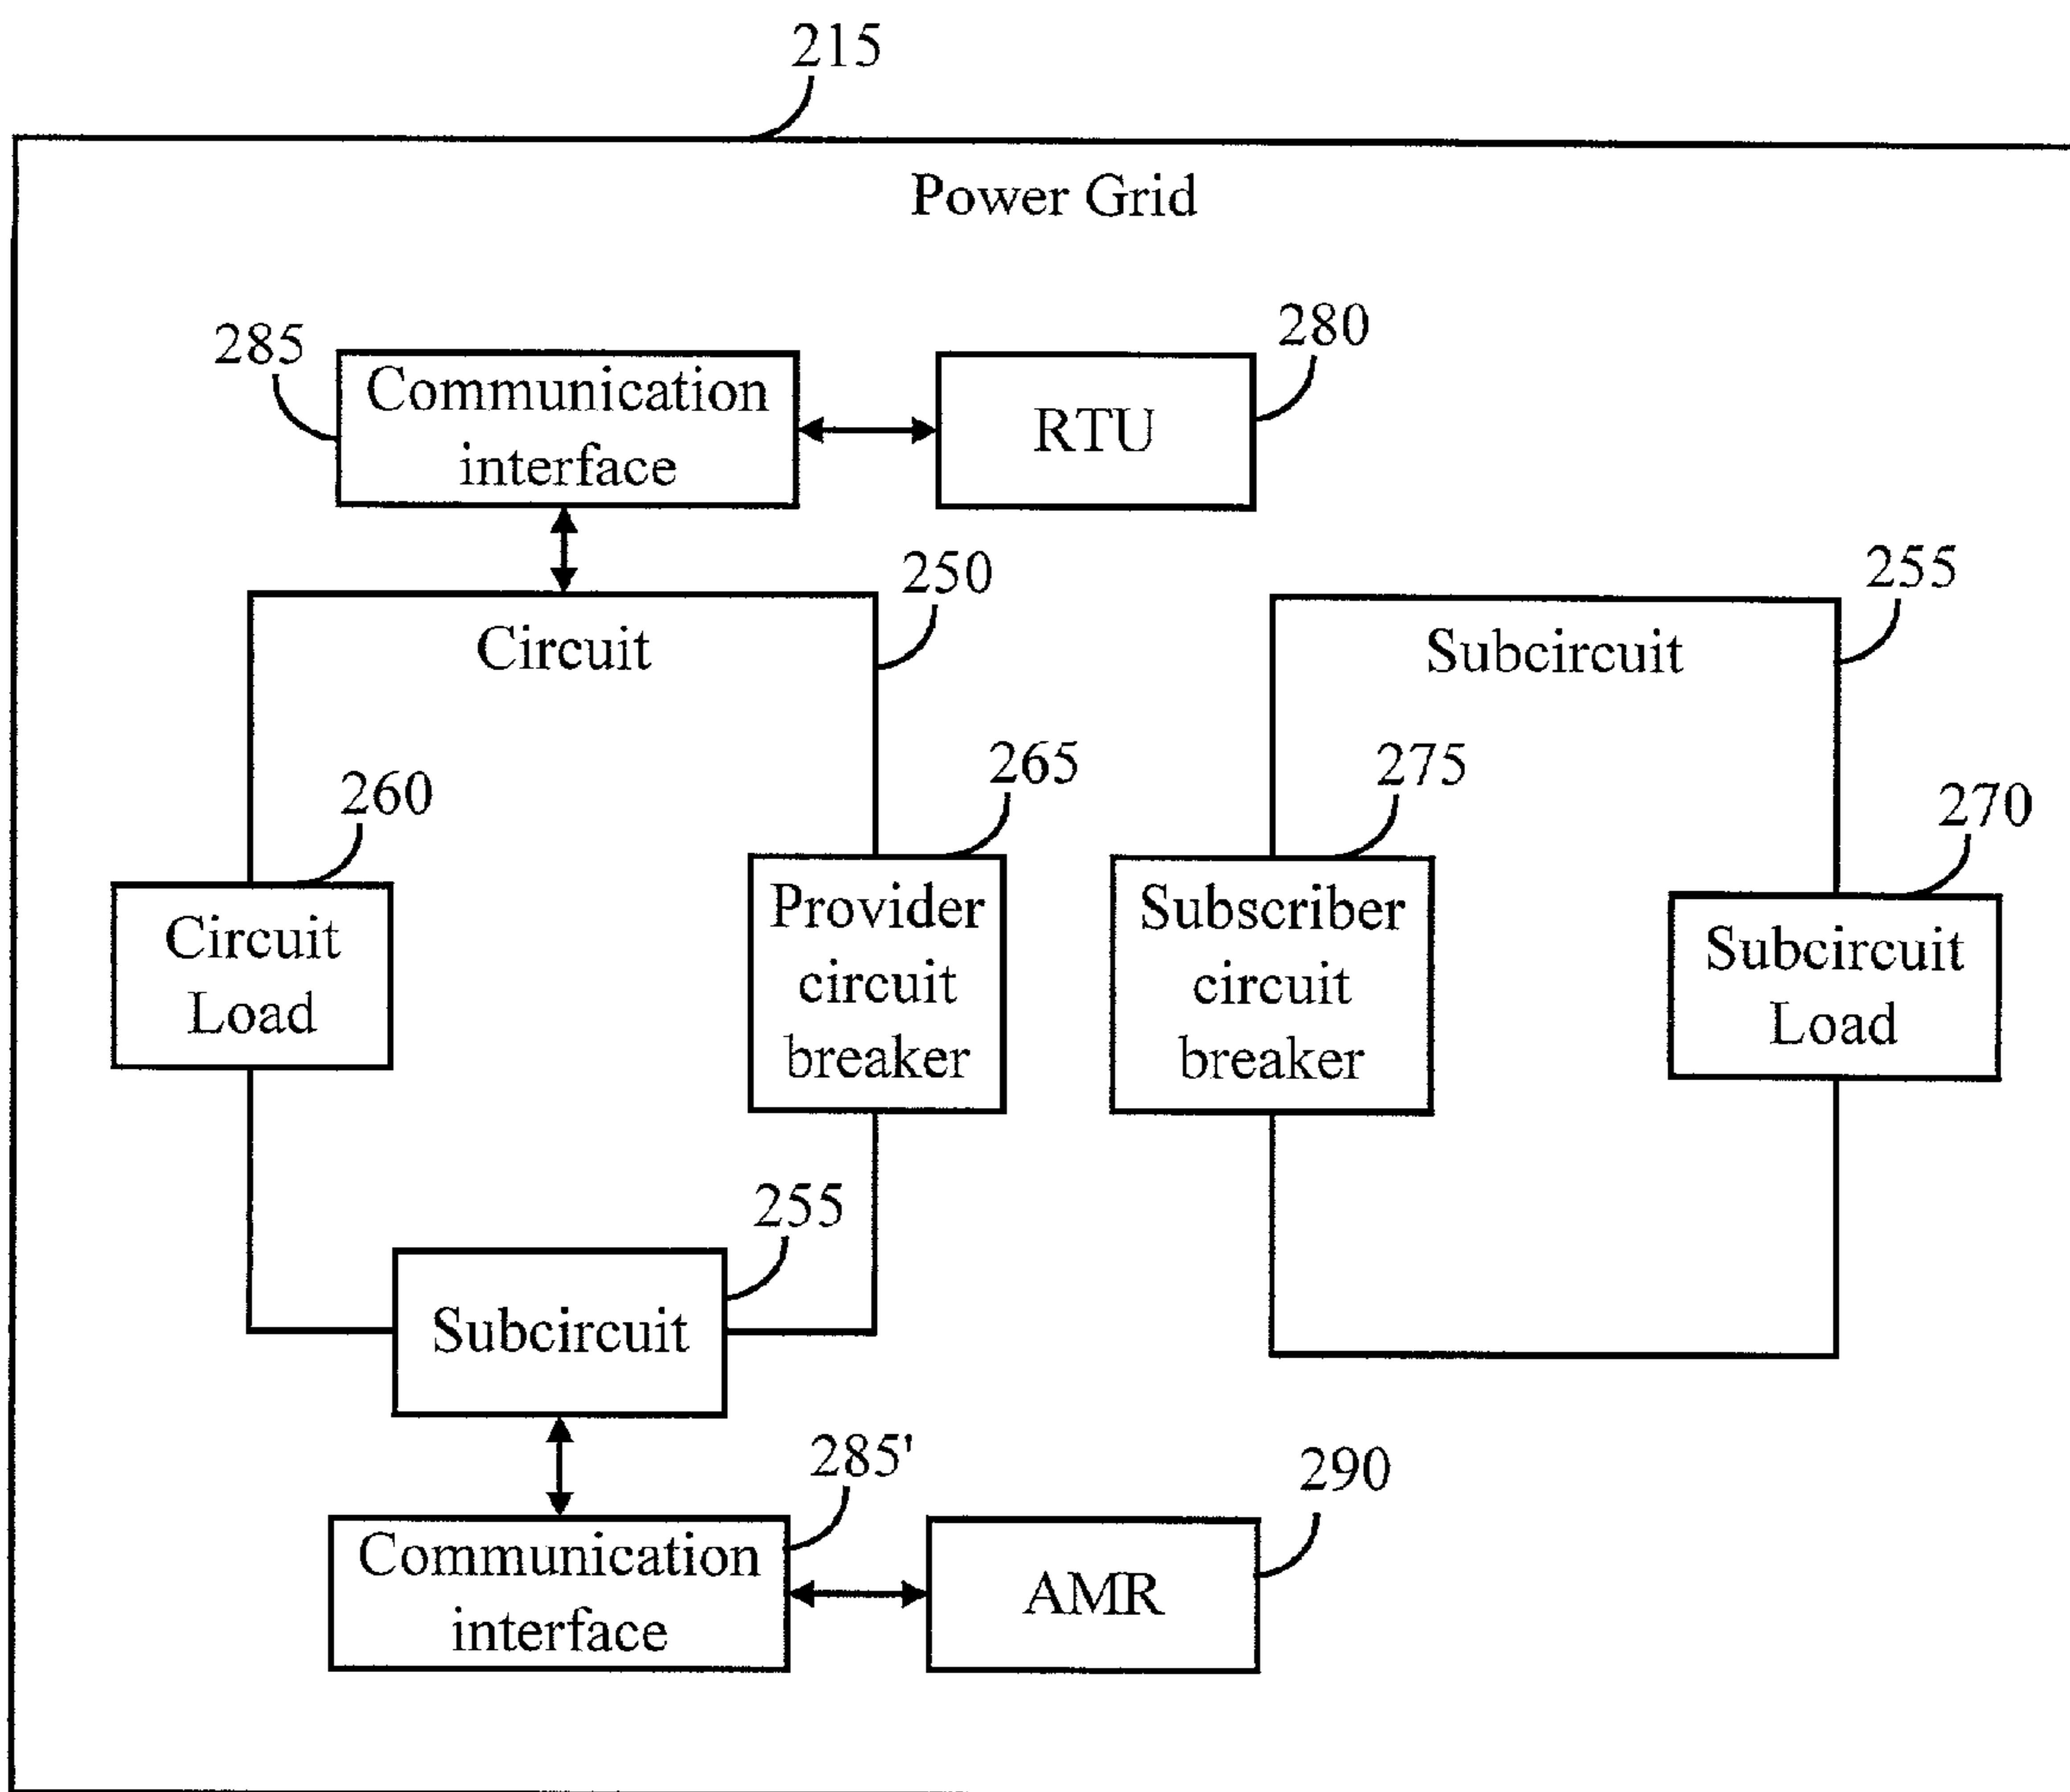 215
Power Grid
285
Communication
interface
RTU
280
250
Circuit
255
Subcircuit
260
Circuit
Load
265
Provider
circuit
breaker
275
Subscriber
circuit
breaker
270
Subcircuit
Load
255
Subcircuit
285'
Communication
interface
AMR
290